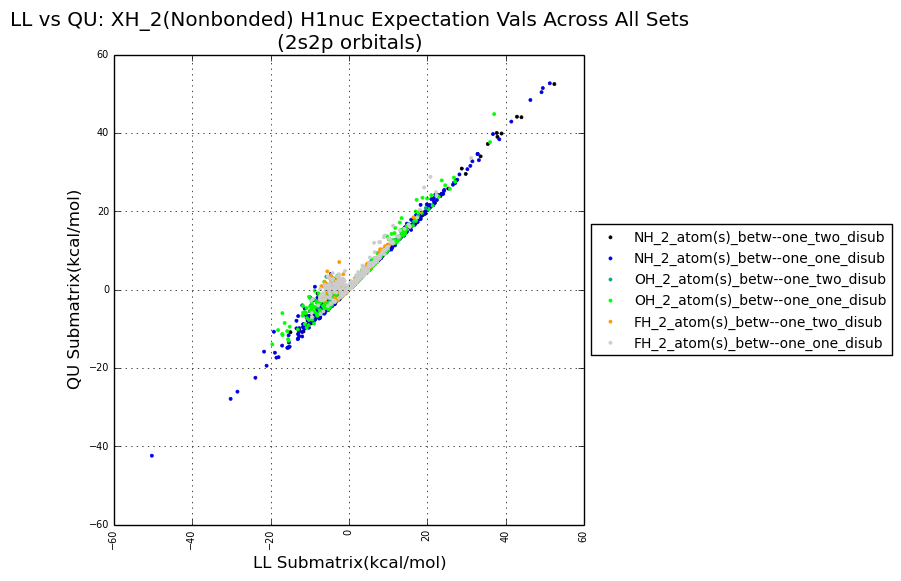 LL vs QU: XH_2(Nonbonded) H1nuc Expectation Vals Across All Sets
(2s2p orbitals)
60
40
20
0
−20
−40
−60
QU Submatrix(kcal/mol)
−60
−40
−20
0
20
40
60
LL Submatrix(kcal/mol)
NH_2_atom(s)_betw--one_two_disub
NH_2_atom(s)_betw--one_one_disub
OH_2_atom(s)_betw--one_two_disub
OH_2_atom(s)_betw--one_one_disub
FH_2_atom(s)_betw--one_two_disub
FH_2_atom(s)_betw--one_one_disub